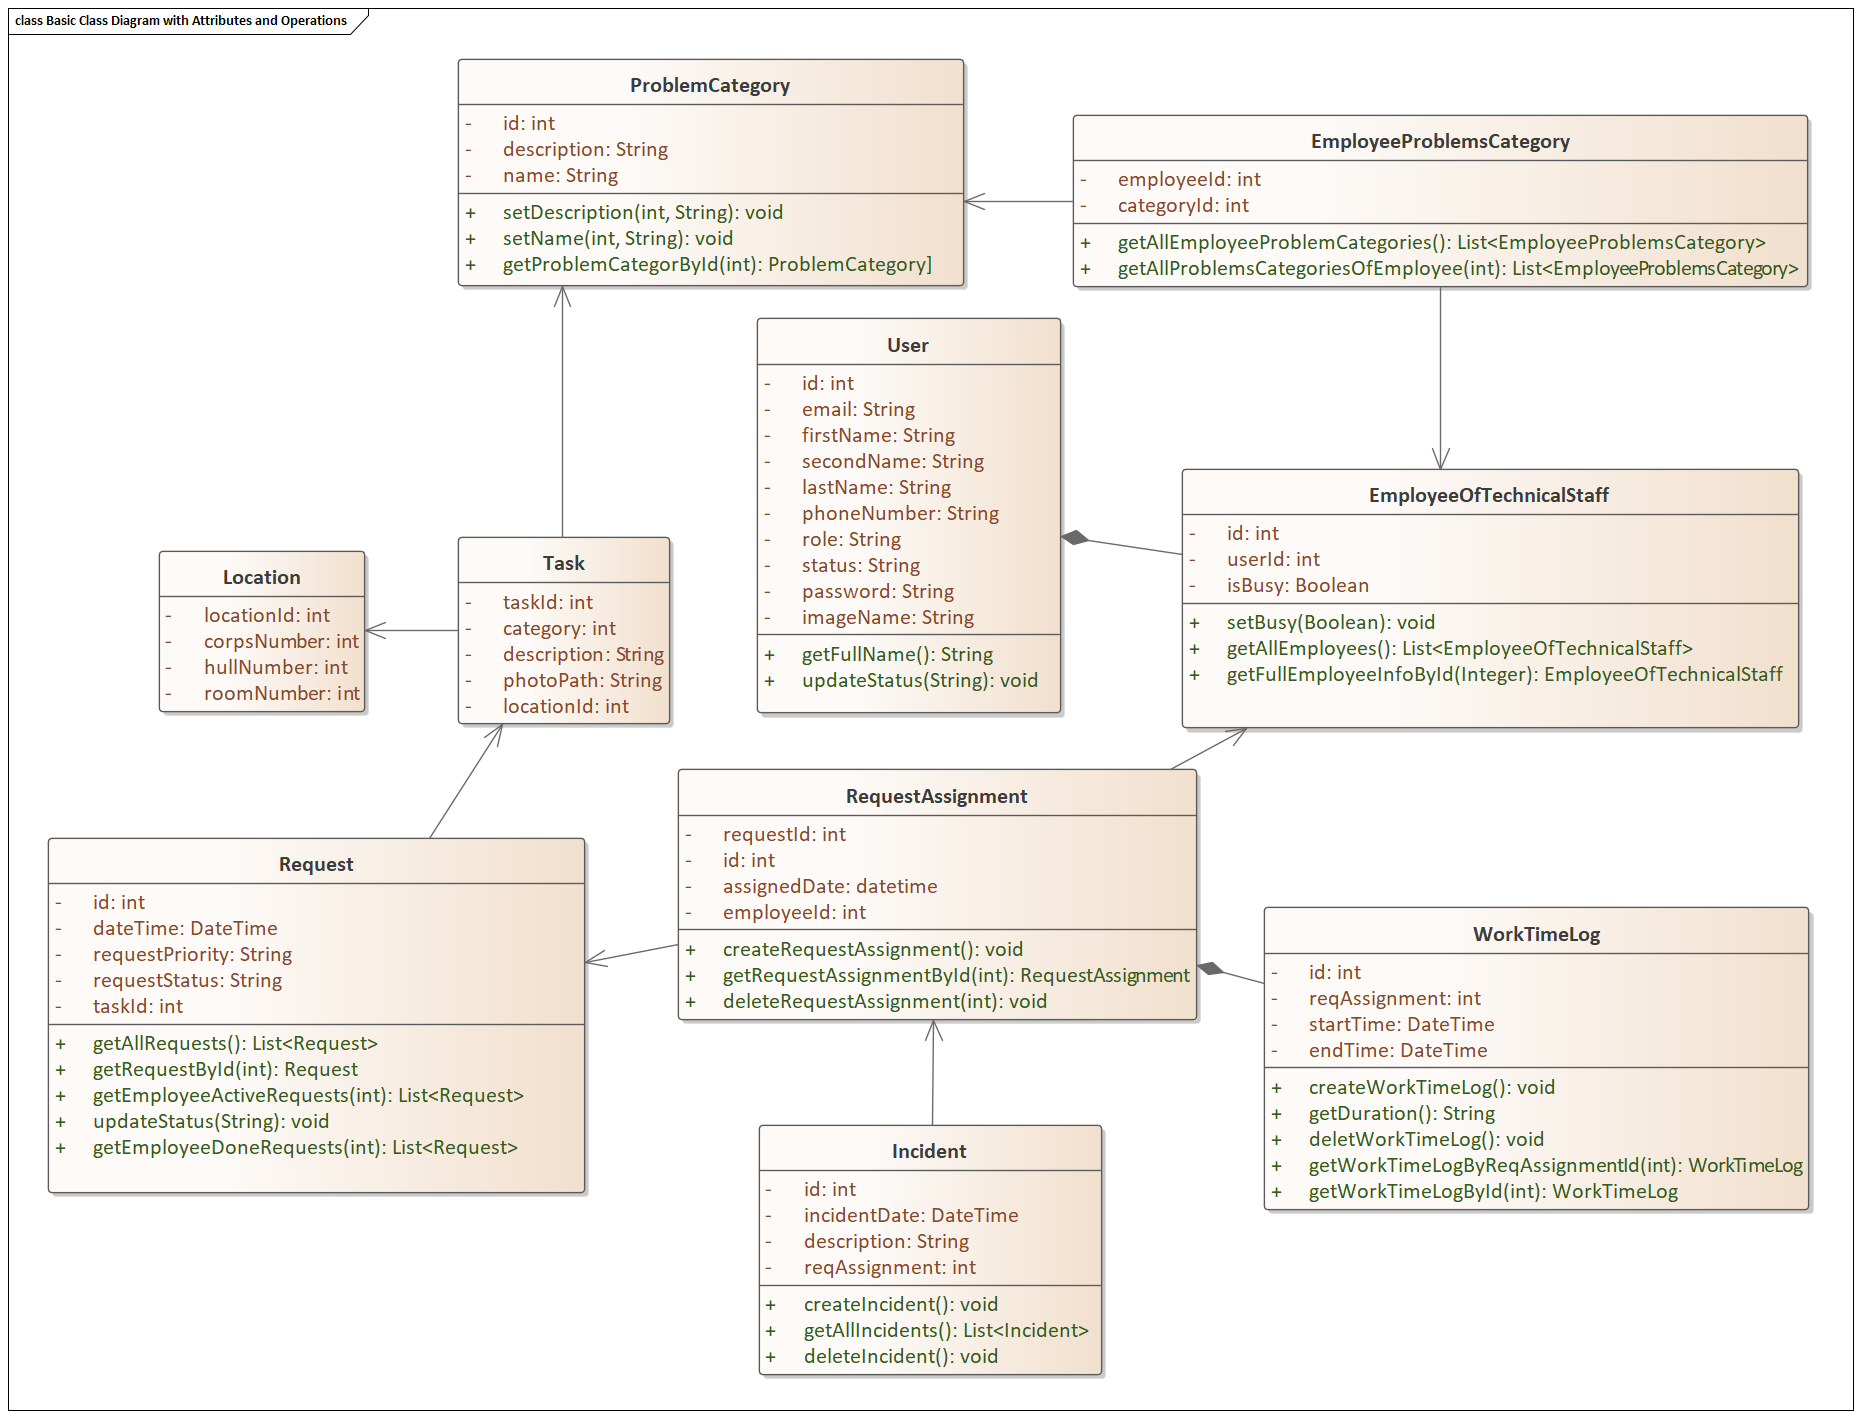 class Basic Class Diagram with Attributes and Operations
ProblemCategory
- id: int
- description: String
- name: String
+ setDescription(int, String): void
+ setName(int, String): void
+ getProblemCategorById(int): ProblemCategory]
EmployeeProblemsCategory
- employeeId: int
- categoryId: int
+ getAllEmployeeProblemCategories(): List<EmployeeProblemsCategory>
+ getAllProblemsCategoriesOfEmployee(int): List<EmployeeProblemsCategory>
User
- id: int
- email: String
- firstName: String
- secondName: String
- lastName: String
- phoneNumber: String
- role: String
- status: String
- password: String
- imageName: String
+ getFullName(): String
+ updateStatus(String): void
EmployeeOfTechnicalStaff
- id: int
- userId: int
- isBusy: Boolean
+ setBusy(Boolean): void
+ getAllEmployees(): List<EmployeeOfTechnicalStaff>
+ getFullEmployeeInfoById(Integer): EmployeeOfTechnicalStaff
Location
- locationId: int
- corpsNumber: int
- hullNumber: int
- roomNumber: int
Task
- taskId: int
- category: int
- description: String
- photoPath: String
- locationId: int
RequestAssignment
- requestId: int
- id: int
- assignedDate: datetime
- employeeId: int
+ createRequestAssignment(): void
+ getRequestAssignmentById(int): RequestAssignment
+ deleteRequestAssignment(int): void
Request
- id: int
- dateTime: DateTime
- requestPriority: String
- requestStatus: String
- taskId: int
+ getAllRequests(): List<Request>
+ getRequestById(int): Request
+ getEmployeeActiveRequests(int): List<Request>
+ updateStatus(String): void
+ getEmployeeDoneRequests(int): List<Request>
WorkTimeLog
- id: int
- reqAssignment: int
- startTime: DateTime
- endTime: DateTime
+ createWorkTimeLog(): void
+ getDuration(): String
+ deletWorkTimeLog(): void
+ getWorkTimeLogByReqAssignmentId(int): WorkTimeLog
+ getWorkTimeLogById(int): WorkTimeLog
Incident
- id: int
- incidentDate: DateTime
- description: String
- reqAssignment: int
+ createIncident(): void
+ getAllIncidents(): List<Incident>
+ deleteIncident(): void